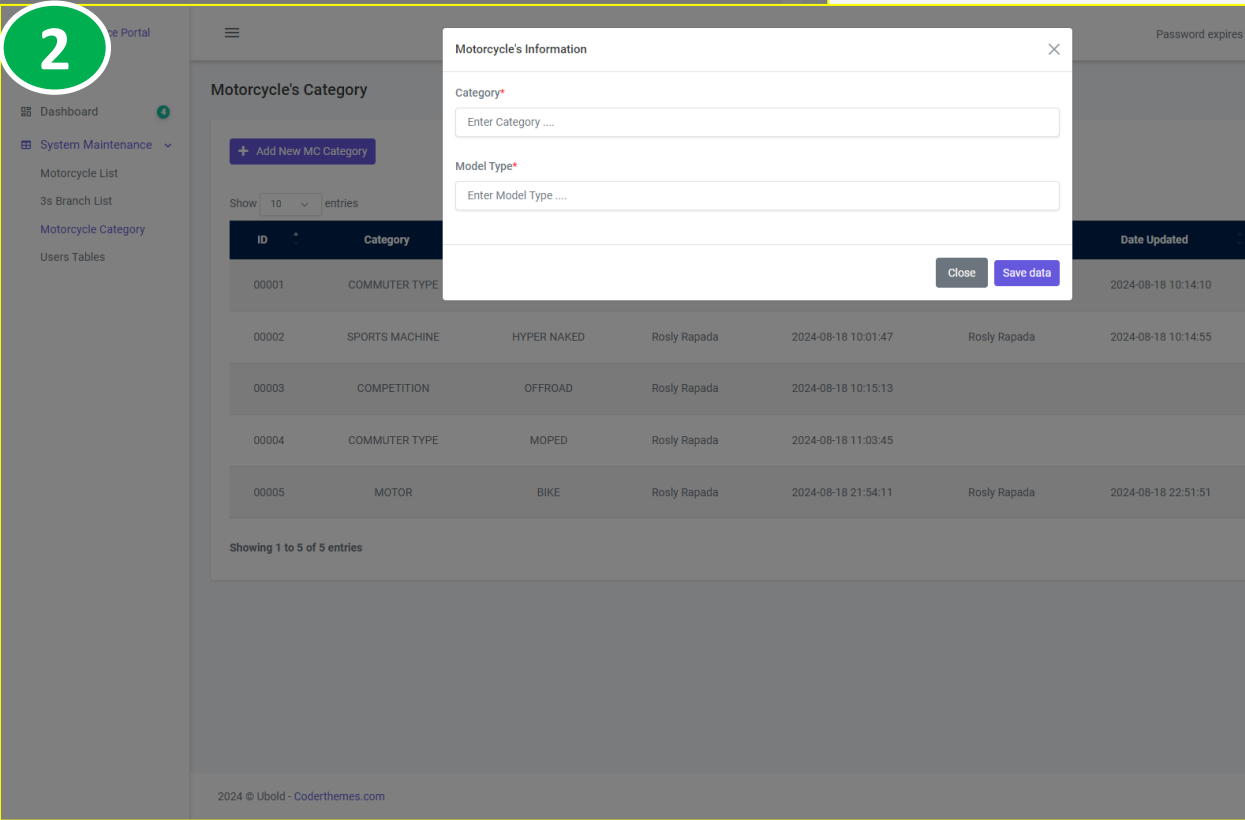 2
ce Portal
Password expires
Motorcycle's Information
Motorcycle's Category
Category*
Enter Category ....
Dashboard 4
System Maintenance
Add New MC Category
Model Type*
Motorcycle List
Enter Model Type ....
3s Branch List
Show 10 entries
Motorcycle Category
ID Category Date Updated
Users Tables
Close Save data
00001 COMMUTER TYPE 2024-08-18 10:14:10
00002 SPORTS MACHINE HYPER NAKED Rosly Rapada 2024-08-18 10:01:47 Rosly Rapada 2024-08-18 10:14:55
00003 COMPETITION OFFROAD Rosly Rapada 2024-08-18 10:15:13
00004 COMMUTER TYPE MOPED Rosly Rapada 2024-08-18 11:03:45
00005 MOTOR BIKE Rosly Rapada 2024-08-18 21:54:11 Rosly Rapada 2024-08-18 22:51:51
Showing 1 to 5 of 5 entries
2024 © Ubold - Coderthemes.com